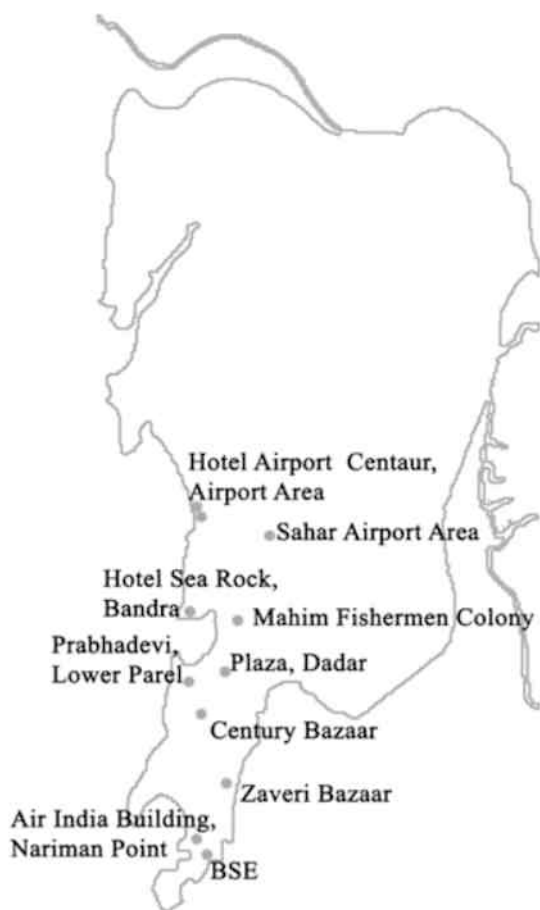 Hotel Airport Centaur,
Airport Area
Sahar Airport Area
Hotel Sea Rock,
Bandra
Mahim Fishermen Colony
Prabhadevi,
Lower Parel
Plaza, Dadar
Century Bazaar
Zaveri Bazaar
Air India Building,
Nariman Point
BSE